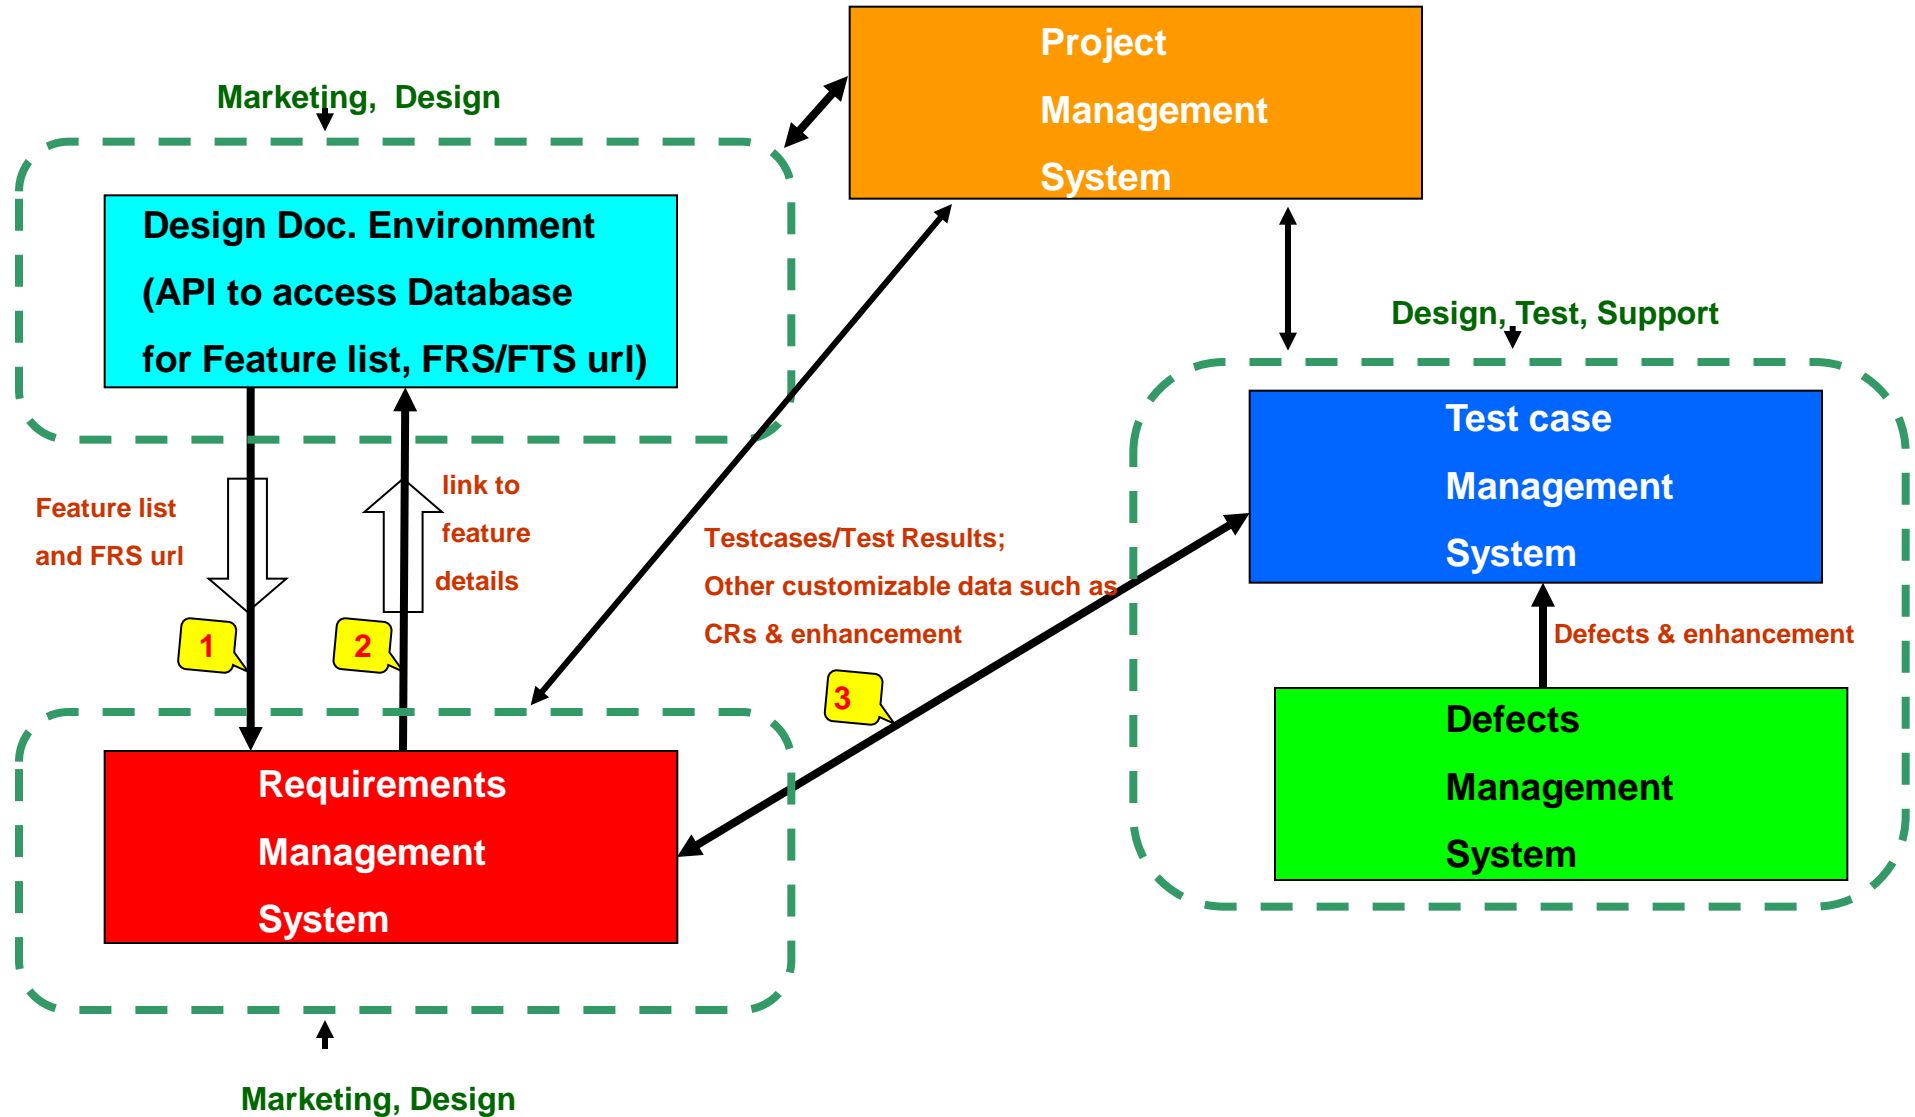 Project
Management
System
Marketing,  Design
Design Doc. Environment
(API to access Database
for Feature list, FRS/FTS url)
Design, Test, Support
Test case
Management
System
Feature list
and FRS url
link to
feature
details
Testcases/Test Results;
Other customizable data such as
CRs & enhancement
1
2
3
Defects & enhancement
Requirements
Management
System
Defects
Management
System
Marketing, Design